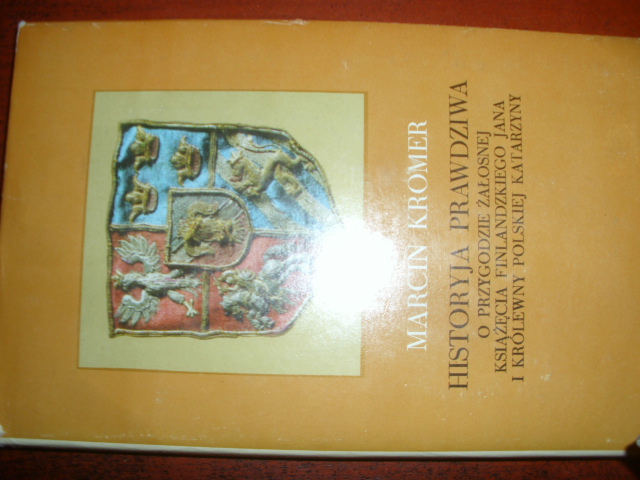 MARCIN KROMER
HISTORYJA PRAWDZIWA
O PRZYGODZIE ŻAŁOSNEJ
KSIĄŻĘCIA FINLANDZKIEGO JANA
I KRÓLEWNY POLSKIEJ KATARZYNY